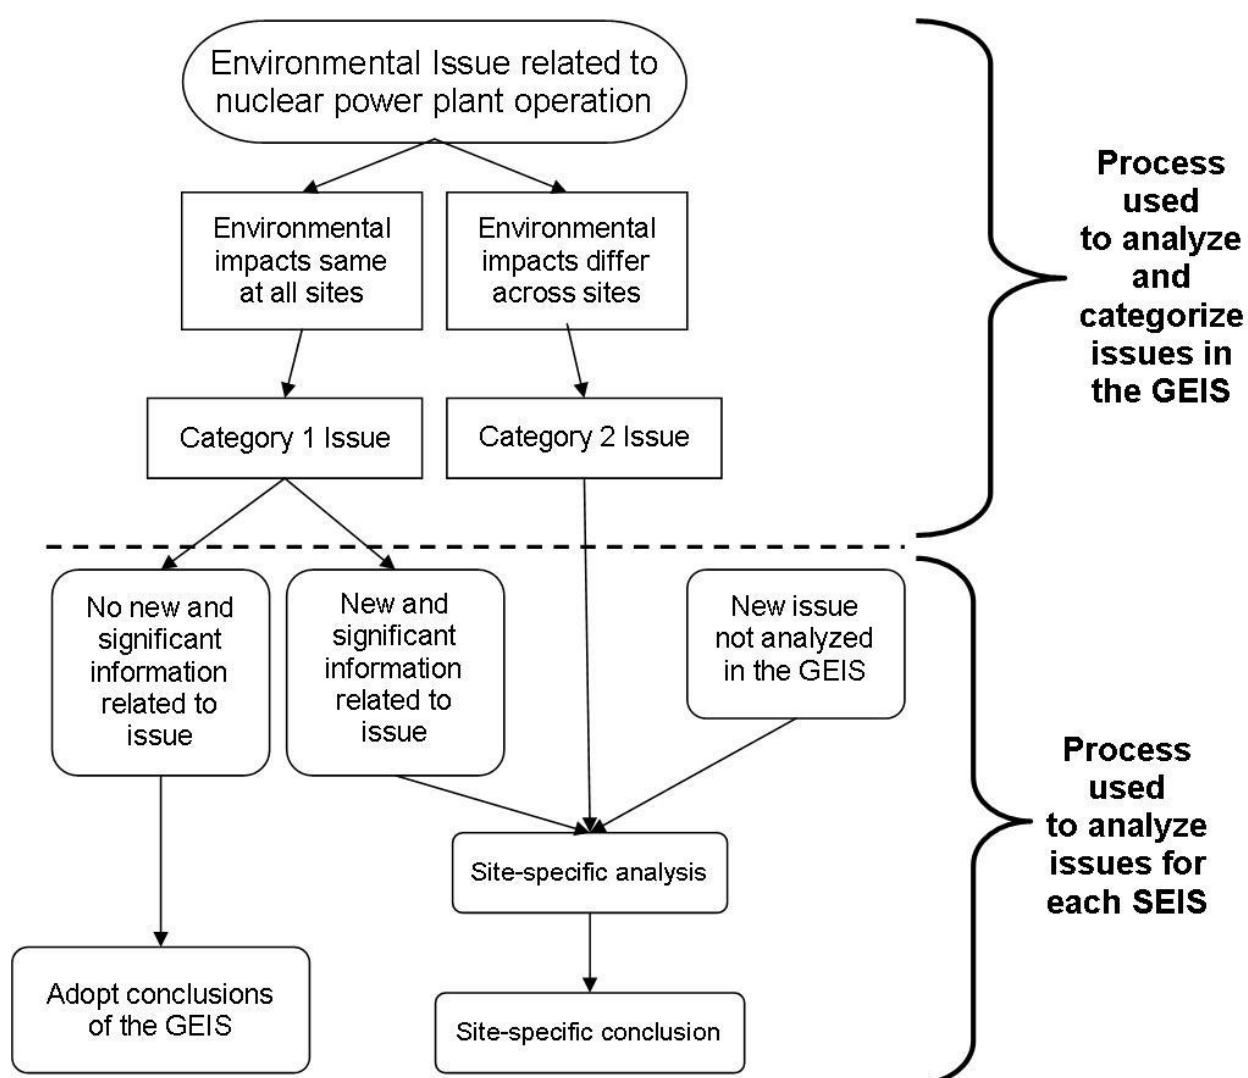 Environmental Issue related to
nuclear power plant operation
Environmental
impacts same
at all sites
Environmental
impacts differ
across sites
Category 1 Issue
Category 2 Issue
Process
used
to analyze
and
categorize
issues in
the GEIS
No new and
significant
information
related to
issue
New and
significant
information
related to
issue
New issue
not analyzed
in the GEIS
Site-specific analysis
Adopt conclusions
of the GEIS
Site-specific conclusion
Process
used
to analyze
issues for
each SEIS